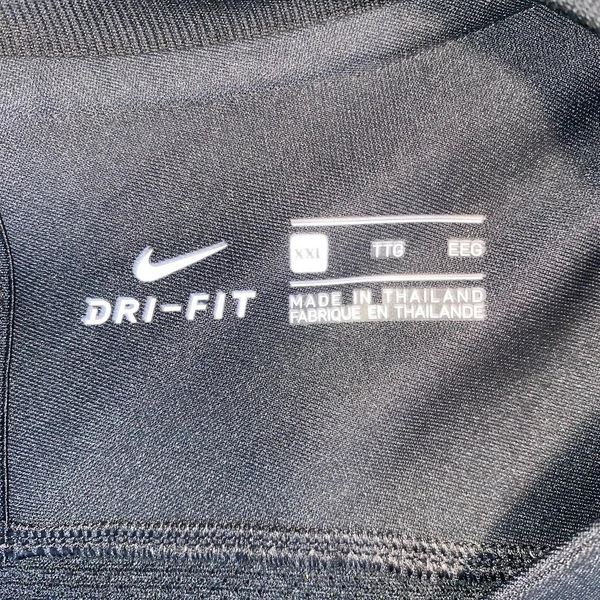 DRI-FIT
XXL TTG EEG
MADE IN THAILAND
FABRIQUE EN THAILANDE